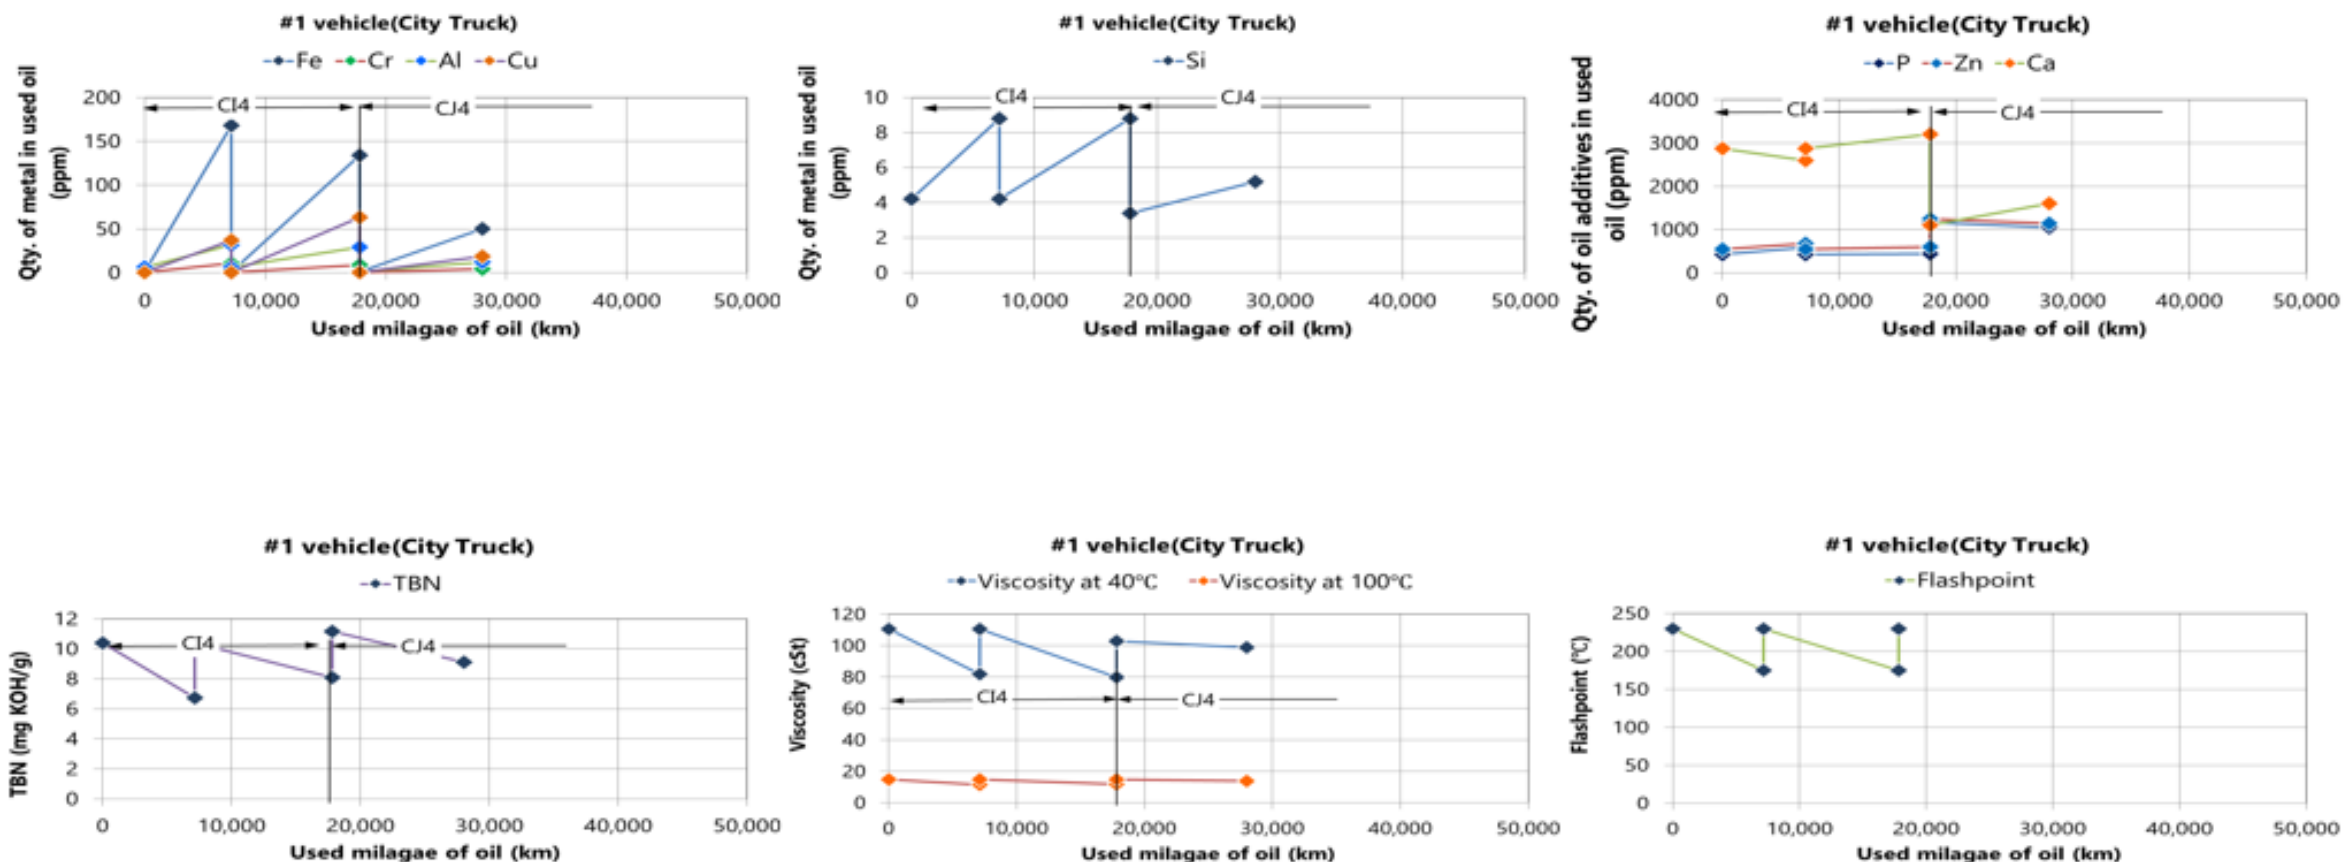 #1 vehicle(City Truck)
Fe Cr Al Cu
Qty. of metal in used oil
(ppm)
200
150
100
50
0
CI4
CJ4
0 10,000 20,000 30,000 40,000 50,000
Used milagae of oil (km)
#1 vehicle(City Truck)
Si
Qty. of metal in used oil
(ppm)
10
8
6
4
2
0
CI4
CJ4
0 10,000 20,000 30,000 40,000 50,000
Used milagae of oil (km)
#1 vehicle(City Truck)
P Zn Ca
Qty. of oil additives in used
oil (ppm)
4000
3000
2000
1000
0
CI4
CJ4
0 10,000 20,000 30,000 40,000 50,000
Used milagae of oil (km)
#1 vehicle(City Truck)
TBN
TBN (mg KOH/g)
12
10
8
6
4
2
0
CI4
CJ4
0 10,000 20,000 30,000 40,000 50,000
Used milagae of oil (km)
#1 vehicle(City Truck)
Viscosity at 40℃ Viscosity at 100℃
Viscosity (cSt)
120
100
80
60
40
20
0
CI4
CJ4
0 10,000 20,000 30,000 40,000 50,000
Used milagae of oil (km)
#1 vehicle(City Truck)
Flashpoint
Flashpoint (℃)
250
200
150
100
50
0
0 10,000 20,000 30,000 40,000 50,000
Used milagae of oil (km)